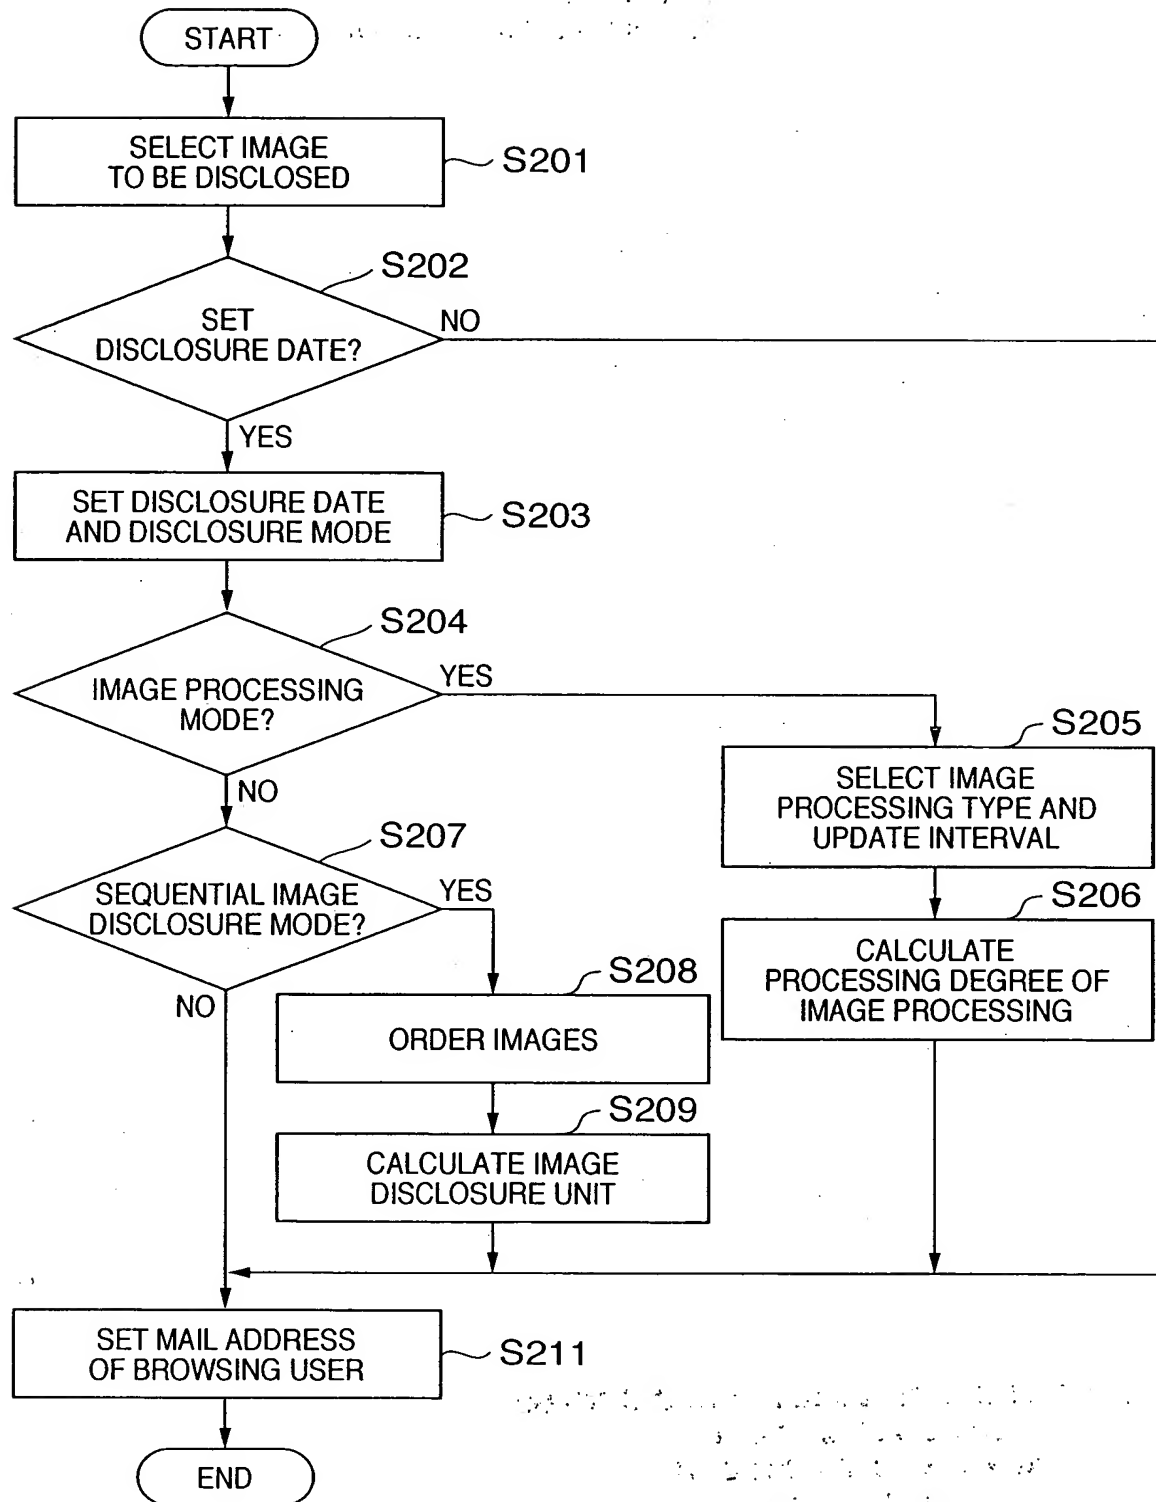 START
SELECT IMAGE
TO BE DISCLOSED
S201
S202
SET
DISCLOSURE DATE?
NO
YES
SET DISCLOSURE DATE
AND DISCLOSURE MODE
S203
S204
IMAGE PROCESSING
MODE?
YES
NO
S205
SELECT IMAGE
PROCESSING TYPE AND
UPDATE INTERVAL
S206
CALCULATE
PROCESSING DEGREE OF
IMAGE PROCESSING
S207
SEQUENTIAL IMAGE
DISCLOSURE MODE?
YES
NO
S208
ORDER IMAGES
S209
CALCULATE IMAGE
DISCLOSURE UNIT
SET MAIL ADDRESS
OF BROWSING USER
S211
END